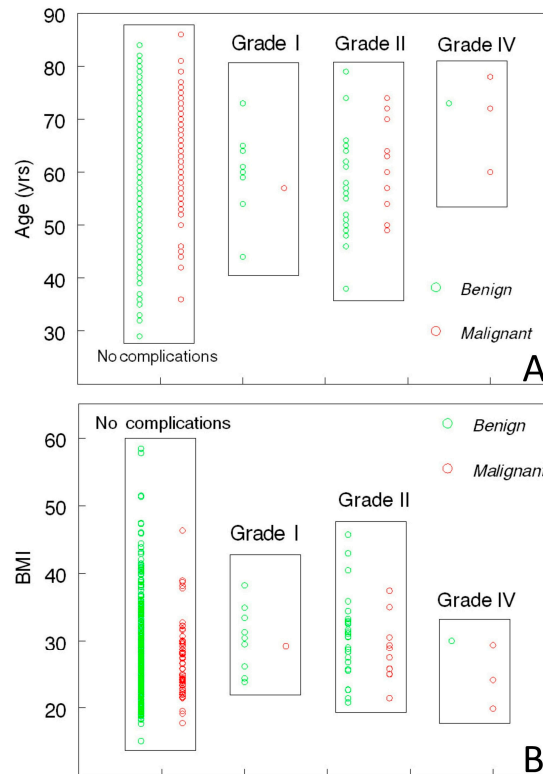 90
80
70
60
50
40
30
Age (yrs)
Grade I
Grade II
Grade IV
No complications
Benign
Malignant
A
60
50
40
30
20
BMI
No complications
Grade I
Grade II
Grade IV
Benign
Malignant
B